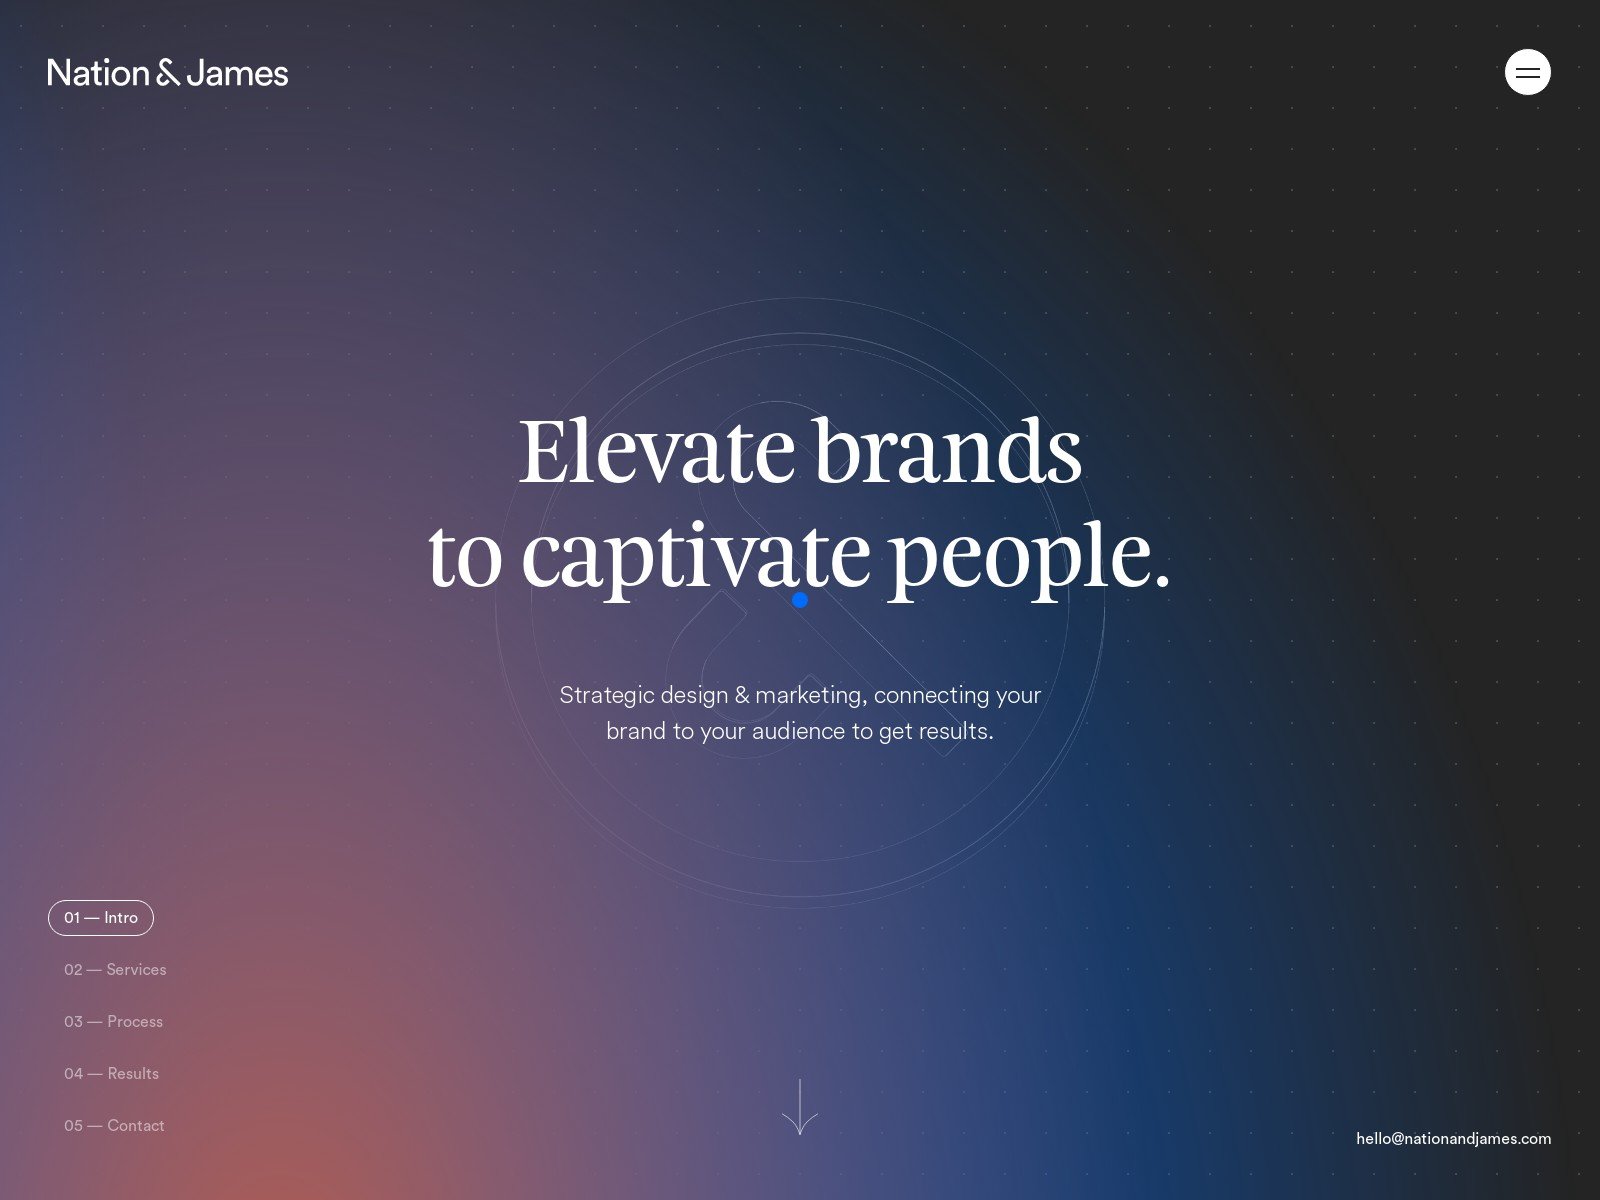 Nation & James
Elevate brands
to captivate people.
Strategic design & marketing, connecting your
brand to your audience to get results.
01 — Intro
02 — Services
03 — Process
04 — Results
05 — Contact
hello@nationandjames.com